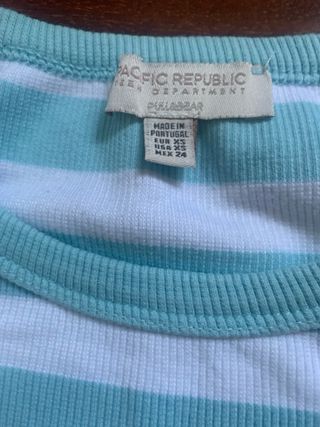 PACIFIC REPUBLIC
TEEN DEPARTMENT
PULL&BEAR
MADE IN
PORTUGAL
EUR XS
USA XS
MEX 24